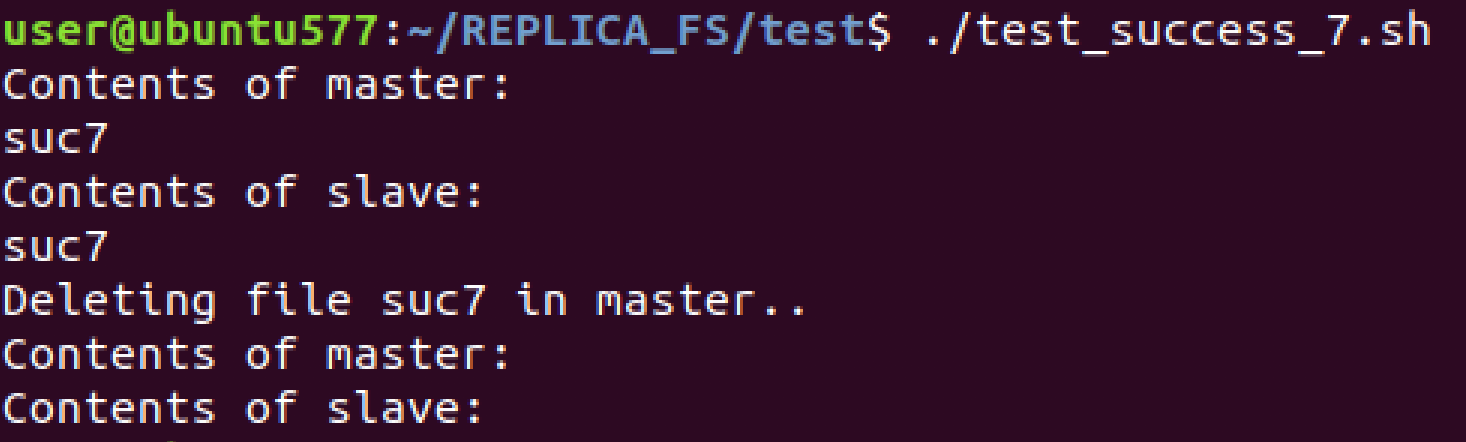 user@ubuntu577:~/REPLICA_FS/test$ ./test_success_7.sh
Contents of master:
suc7
Contents of slave:
suc7
Deleting file suc7 in master..
Contents of master:
Contents of slave: